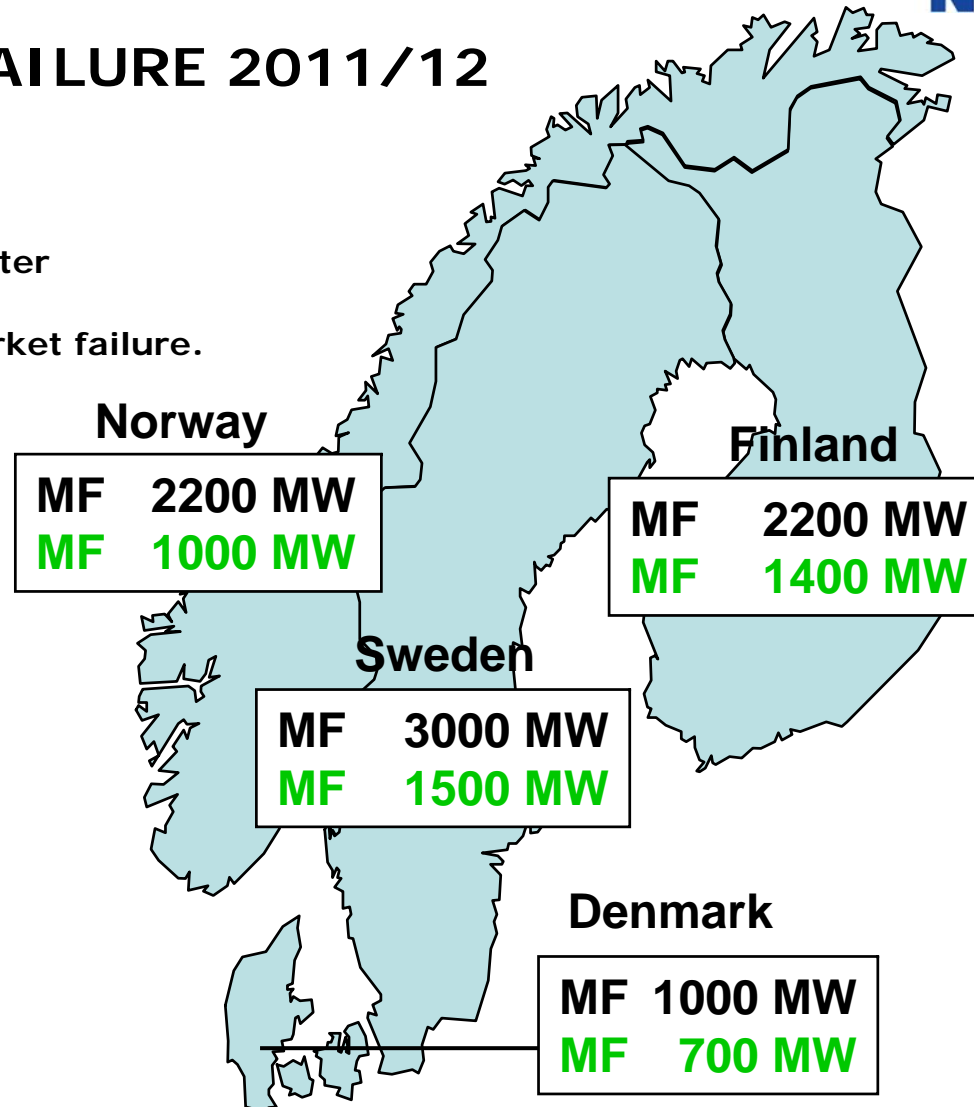 AILURE 2011/12
ter
rket failure.
Norway
MF 2200 MW
MF 1000 MW
Finland
MF 2200 MW
MF 1400 MW
Sweden
MF 3000 MW
MF 1500 MW
Denmark
MF 1000 MW
MF 700 MW